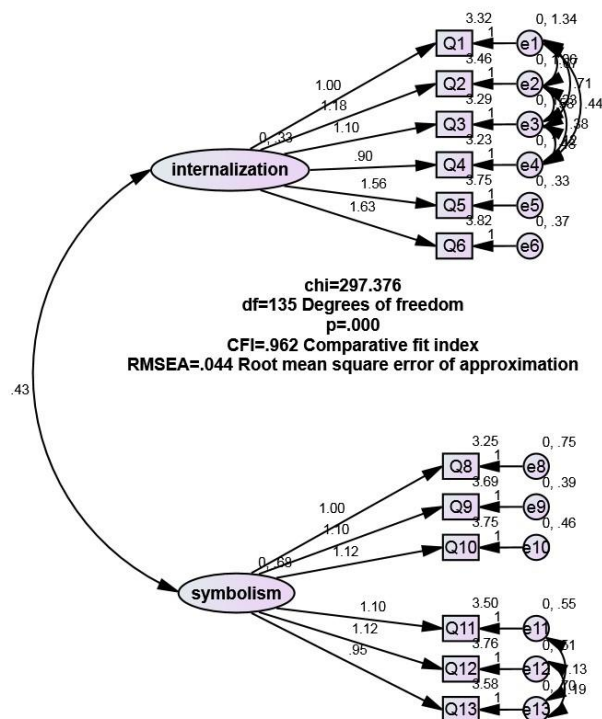 3.32
0, 1.34
Q1
1
e1
3.46
Q2
1
e2
.71
.44
1.00
3.29
1.18
Q3
1
e3
.38
1.10
3.23
0, .33
Q4
1
e4
internalization
.90
3.75
0, .33
1.56
Q5
1
e5
1.63
3.82
0, .37
Q6
1
e6
chi=297.376
df=135 Degrees of freedom
p=.000
CFI=.962 Comparative fit index
RMSEA=.044 Root mean square error of approximation
.43
3.25
0, .75
Q8
1
e8
3.69
0, .39
1.00
Q9
1
e9
1.10
3.75
0, .46
1.12
Q10
1
e10
symbolism
3.50
0, .55
1.10
Q11
1
e11
1.12
3.76
Q12
1
e12
.95
.13
3.58
.19
Q13
1
e13